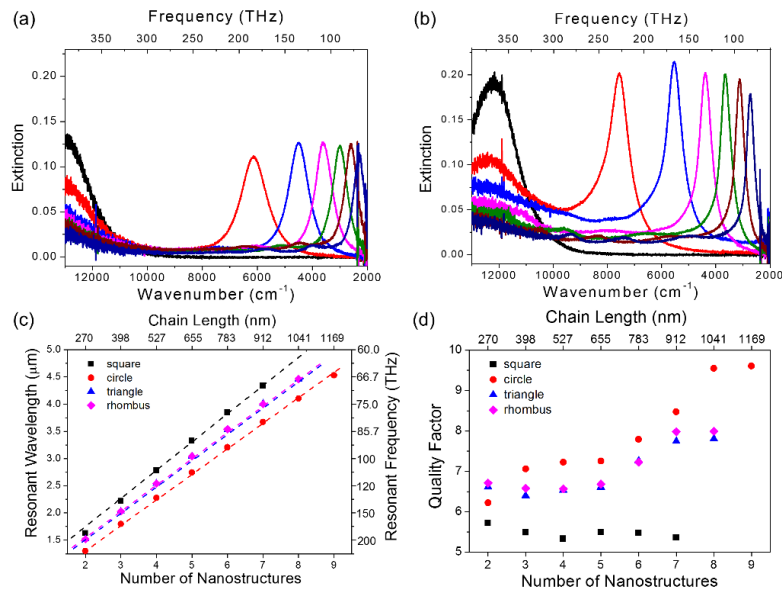 (a)
Frequency (THz)
350 300 250 200 150 100
Extinction
0.20
0.15
0.10
0.05
0.00
12000 10000 8000 6000 4000 2000
Wavenumber (cm⁻¹)
(b)
Frequency (THz)
350 300 250 200 150 100
Extinction
0.20
0.15
0.10
0.05
0.00
12000 10000 8000 6000 4000 2000
Wavenumber (cm⁻¹)
(c)
Chain Length (nm)
270 398 527 655 783 912 1041 1169
Resonant Wavelength (μm)
5.0
4.5
4.0
3.5
3.0
2.5
2.0
1.5
square
circle
triangle
rhombus
60.0
66.7
75.0
85.7
100
120
150
200
Resonant Frequency (THz)
2 3 4 5 6 7 8 9
Number of Nanostructures
(d)
Chain Length (nm)
270 398 527 655 783 912 1041 1169
Quality Factor
10
9
8
7
6
5
square
circle
triangle
rhombus
2 3 4 5 6 7 8 9
Number of Nanostructures